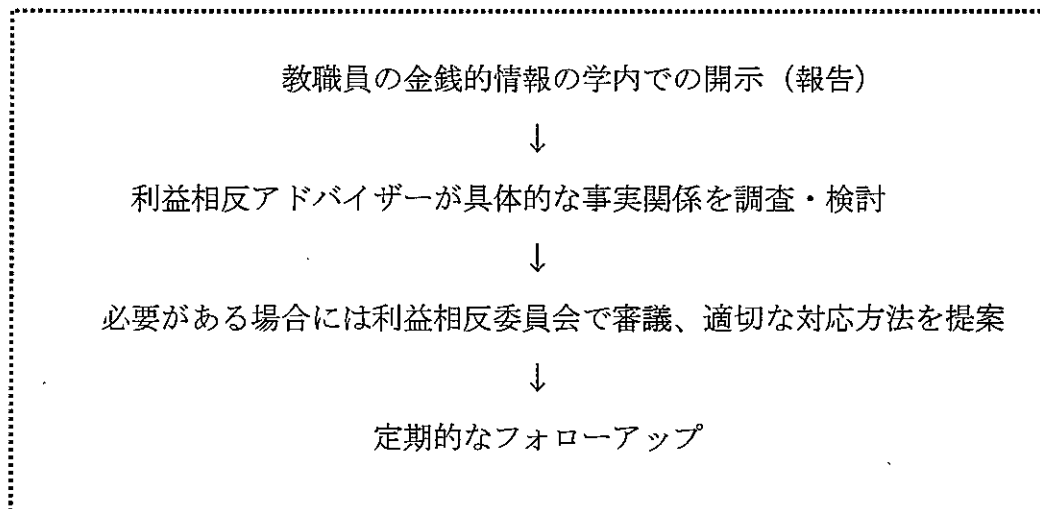 教職員の金銭的情報の学内での開示（報告）
↓
利益相反アドバイザーが具体的な事実関係を調査・検討
↓
必要がある場合には利益相反委員会で審議、適切な対応方法を提案
↓
定期的なフォローアップ